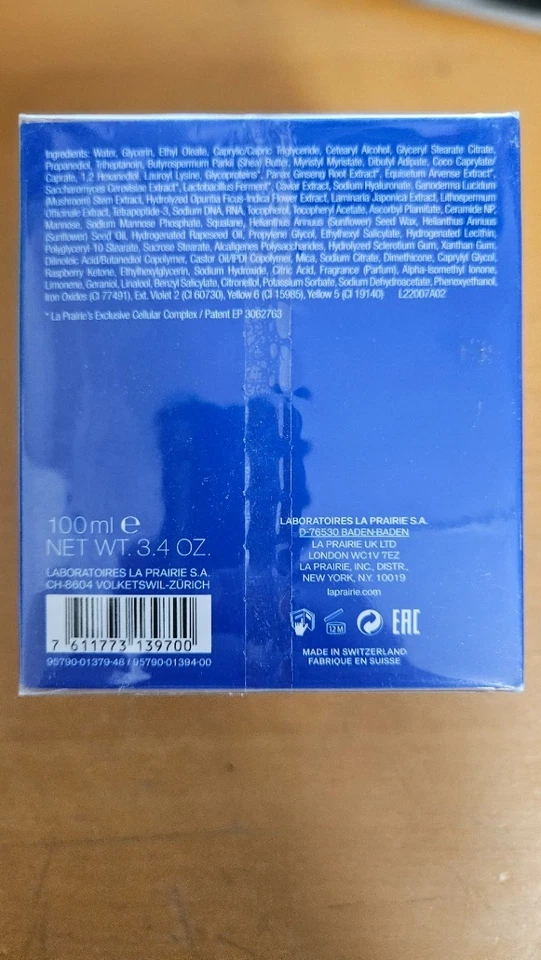 Ingredients: Water, Glycerin, Ethyl Oleate, Caprylic/Capric Triglyceride, Cetearyl Alcohol, Glyceryl Stearate Citrate,
Propanediol, Triheptanoin, Butyrospermum Parkii (Shea) Butter, Myristyl Myristate, Dibutyl Adipate, Coco Caprylate/
Caprate, 1,2 Hexanediol, Lauroyl Lysine, Glycoproteins*, Panax Ginseng Root Extract*, Equisetum Arvense Extract*,
Saccharomyces Cerevisiae Extract*, Lactobacillus Ferment*, Caviar Extract, Sodium Hyaluronate, Ganoderma Lucidum
(Mushroom) Stem Extract, Hydrolyzed Opuntia Ficus-Indica Flower Extract, Laminaria Japonica Extract, Lithospermum
Officinale Extract, Tetrapeptide-3, Sodium DNA, RNA, Tocopherol, Tocopheryl Acetate, Ascorbyl Plamitate, Ceramide NP,
Mannose, Sodium Mannose Phosphate, Squalane, Helianthus Annuus (Sunflower) Seed Wax, Helianthus Annuus
(Sunflower) Seed Oil, Hydrogenated Rapeseed Oil, Propylene Glycol, Ethylhexyl Salicylate, Hydrogenated Lecithin,
Polyglyceryl 10 Stearate, Sucrose Stearate, Alcaligenes Polysaccharides, Hydrolyzed Sclerotium Gum, Xanthan Gum,
Dilinoleic Acid/Butanediol Copolymer, Castor Oil/IPDI Copolymer, Mica, Sodium Citrate, Dimethicone, Caprylyl Glycol,
Raspberry Ketone, Ethylhexylglycerin, Sodium Hydroxide, Citric Acid, Fragrance (Parfum), Alpha-Isomethyl Ionone,
Limonene, Geraniol, Linalool, Benzyl Salicylate, Citronellol, Potassium Sorbate, Sodium Dehydroacetate, Phenoxyethanol,
Iron Oxides (CI 77491), Ext. Violet 2 (CI 60730), Yellow 6 (CI 15985), Yellow 5 (CI 19140) L22007A02
* La Prairie's Exclusive Cellular Complex / Patent EP 3062763
100 ml e
NET WT. 3.4 OZ.
LABORATOIRES LA PRAIRIE S.A.
CH-8604 VOLKETSWIL-ZÜRICH
7 611773 139700
95790-01379-48 / 95790-01394-00
LABORATOIRES LA PRAIRIE S.A.
D-76530 BADEN-BADEN
LA PRAIRIE UK LTD
LONDON WC1V 7EZ
LA PRAIRIE, INC., DISTR.,
NEW YORK, N.Y. 10019
laprairie.com
12 M
EAC
MADE IN SWITZERLAND
FABRIQUE EN SUISSE